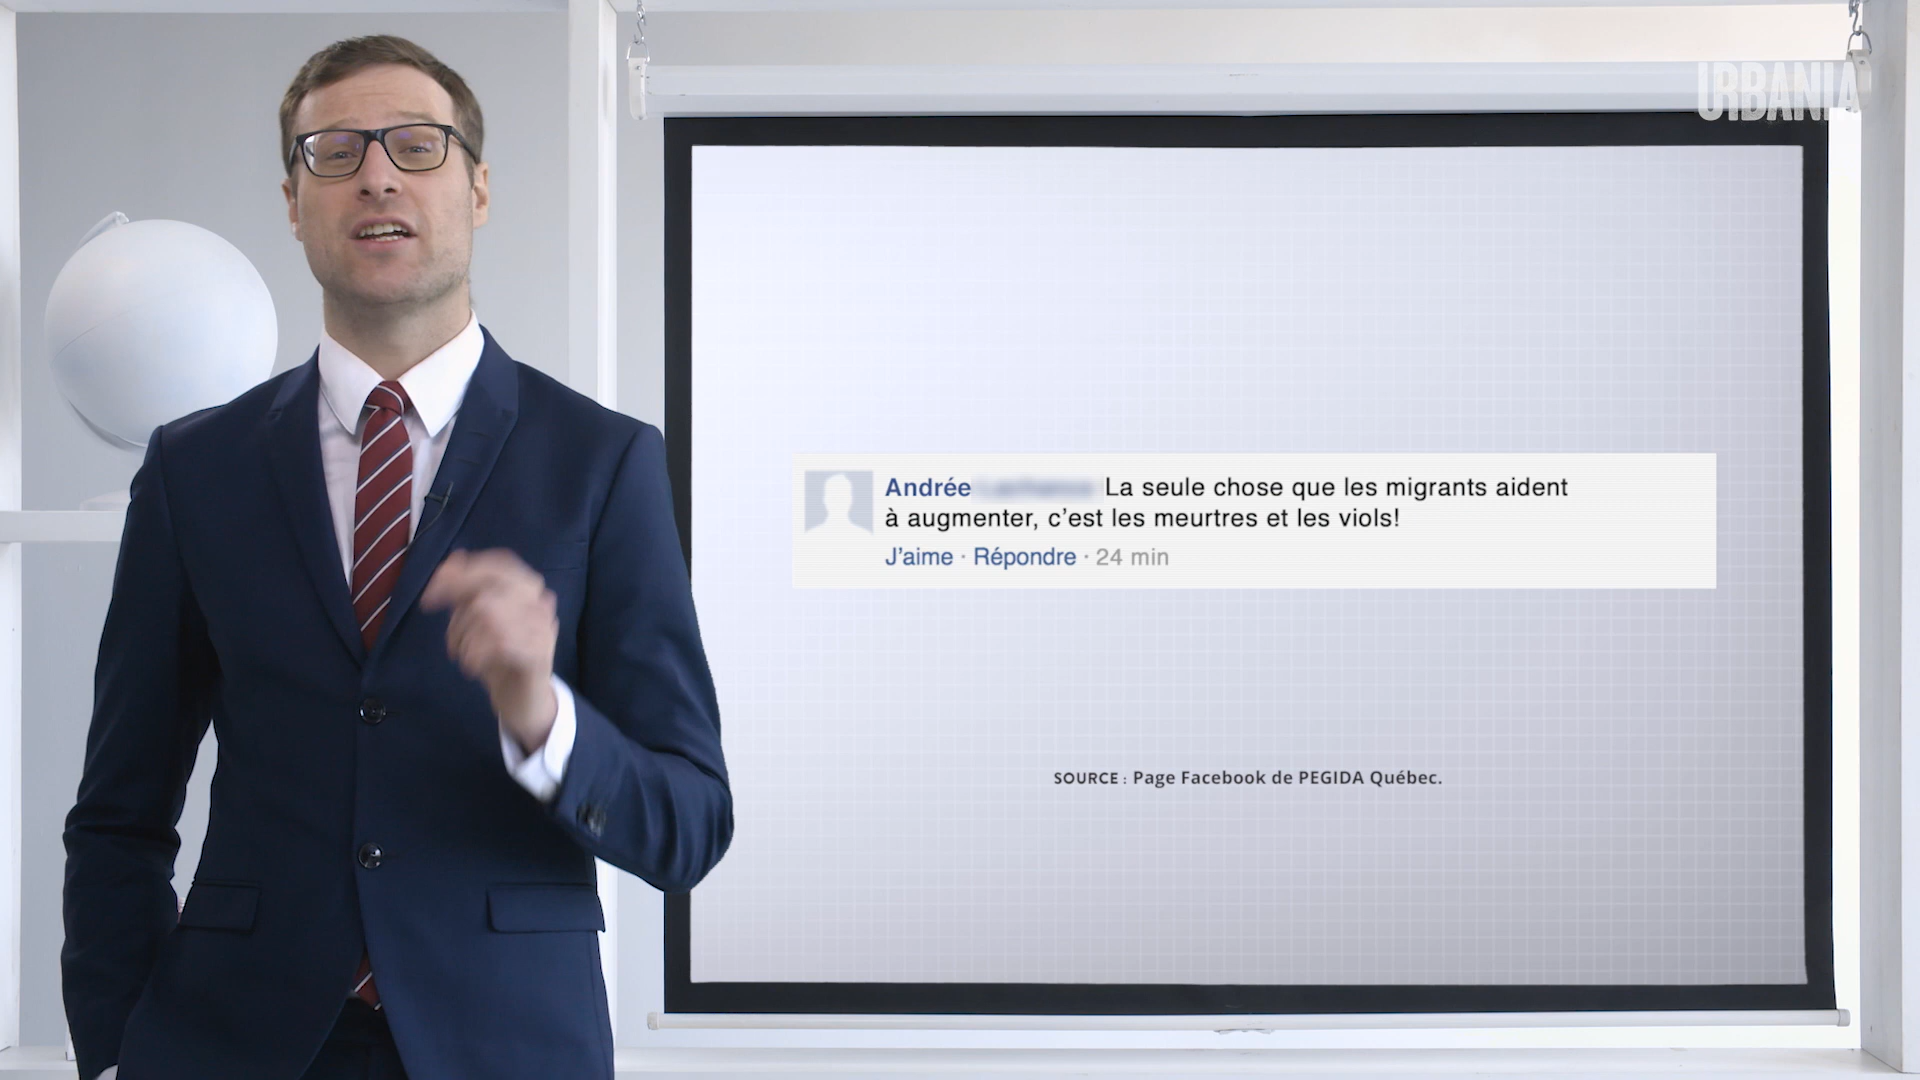 URBANIA
Andrée La seule chose que les migrants aident
à augmenter, c'est les meurtres et les viols!
J'aime · Répondre · 24 min
SOURCE : Page Facebook de PEGIDA Québec.